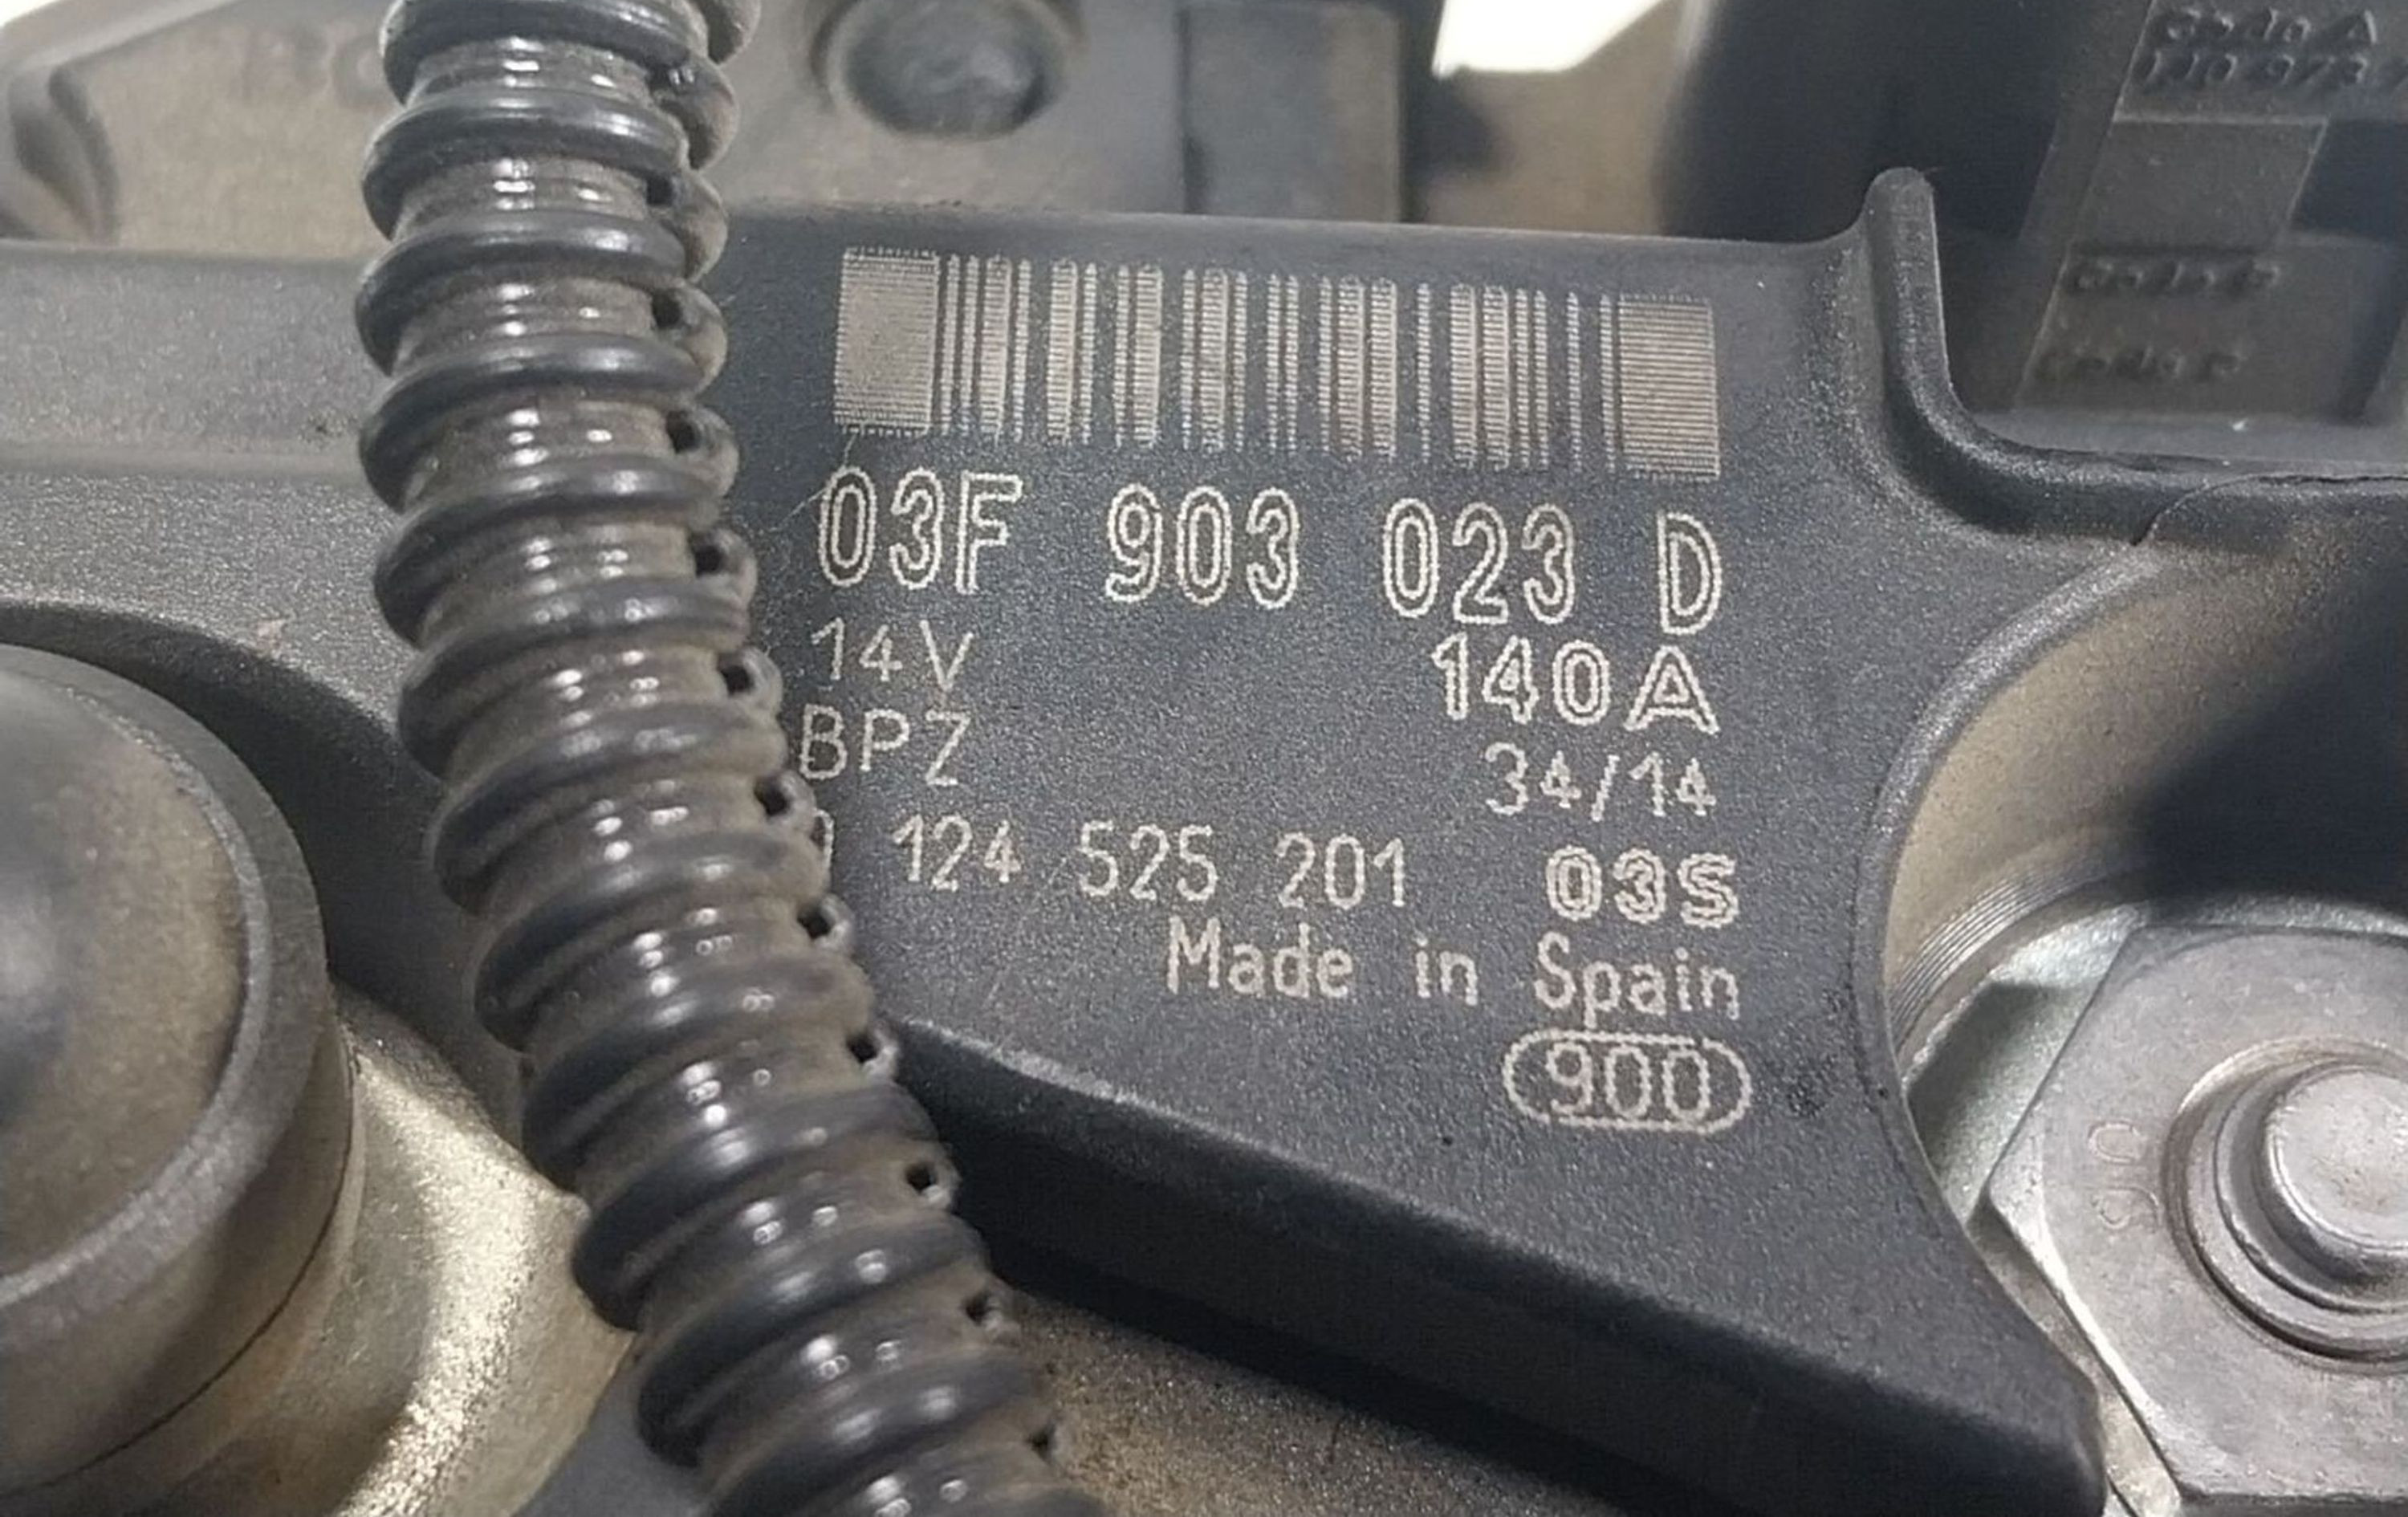 03F 903 023 D
14V 140A
BPZ 34/14
124 525 201 03S
Made in Spain
900